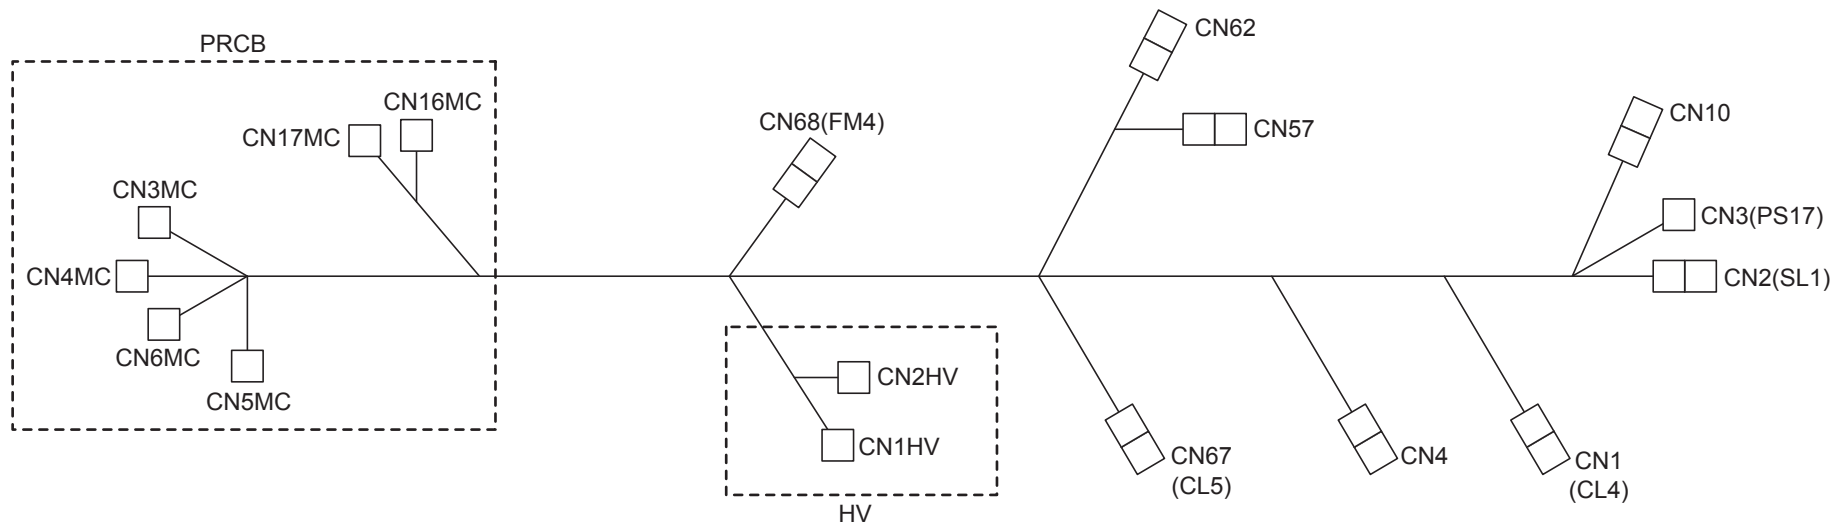 PRCB
CN16MC
CN17MC
CN3MC
CN4MC
CN6MC
CN5MC
CN68(FM4)
CN2HV
CN1HV
HV
CN62
CN57
CN67
(CL5)
CN4
CN1
(CL4)
CN10
CN3(PS17)
CN2(SL1)